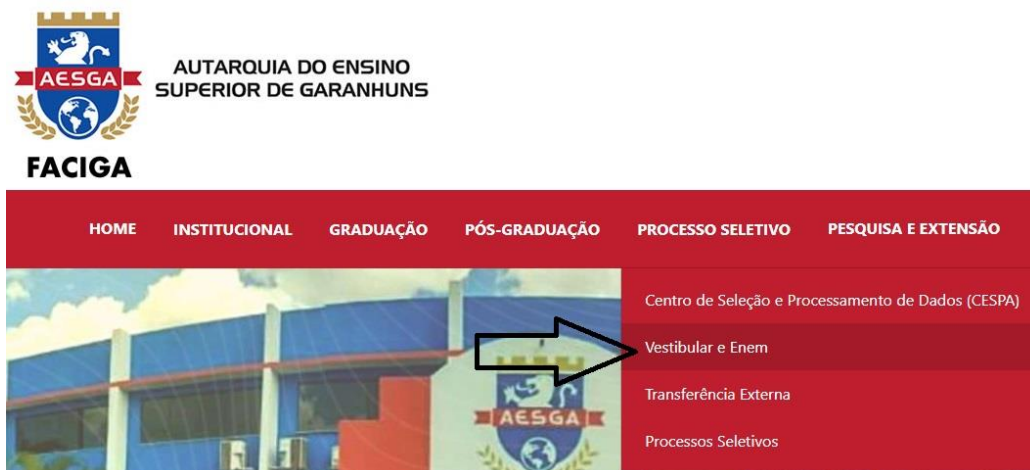 AESGA
FACIGA
AUTARQUIA DO ENSINO
SUPERIOR DE GARANHUNS
HOME INSTITUCIONAL GRADUAÇÃO PÓS-GRADUAÇÃO PROCESSO SELETIVO PESQUISA E EXTENSÃO
Centro de Seleção e Processamento de Dados (CESPA)
Vestibular e Enem
Transferência Externa
Processos Seletivos
AESGA